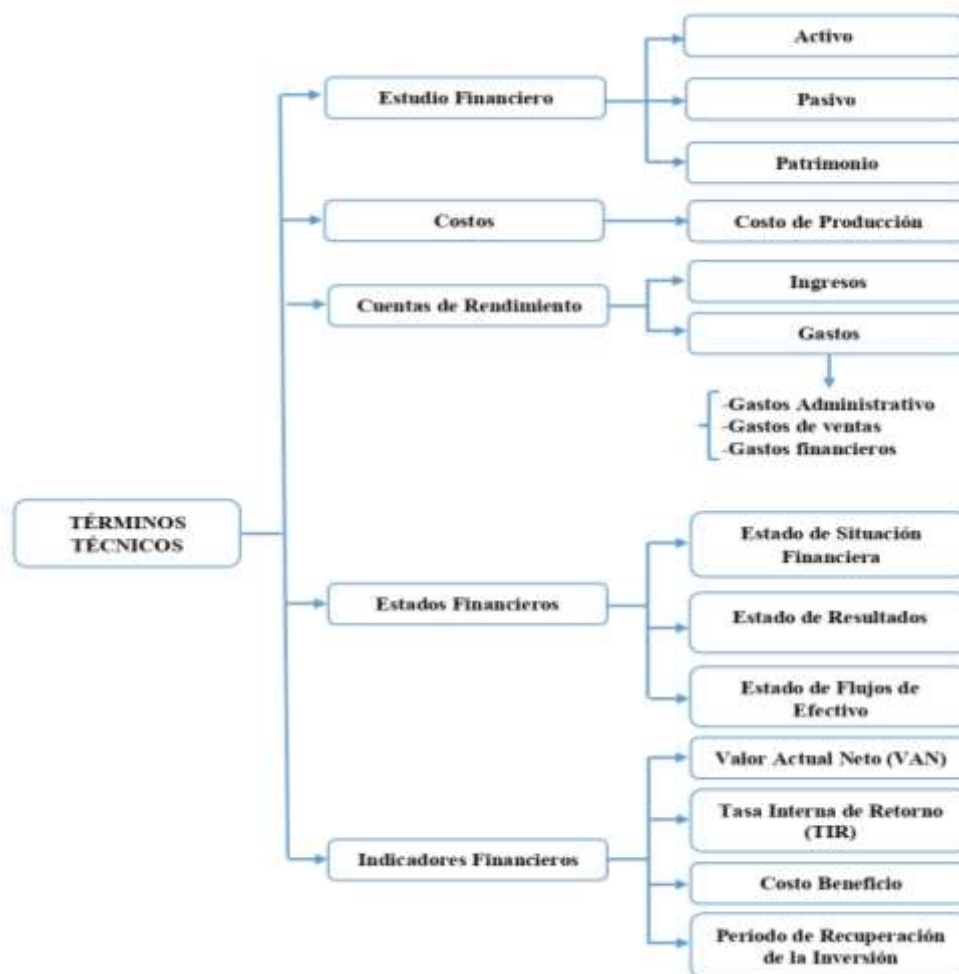 TÉRMINOS
TÉCNICOS
Estudio Financiero
Activo
Pasivo
Patrimonio
Costos
Costo de Producción
Cuentas de Rendimiento
Ingresos
Gastos
-Gastos Administrativo
-Gastos de ventas
-Gastos financieros
Estados Financieros
Estado de Situación
Financiera
Estado de Resultados
Estado de Flujos de
Efectivo
Indicadores Financieros
Valor Actual Neto (VAN)
Tasa Interna de Retorno
(TIR)
Costo Beneficio
Período de Recuperación
de la Inversión